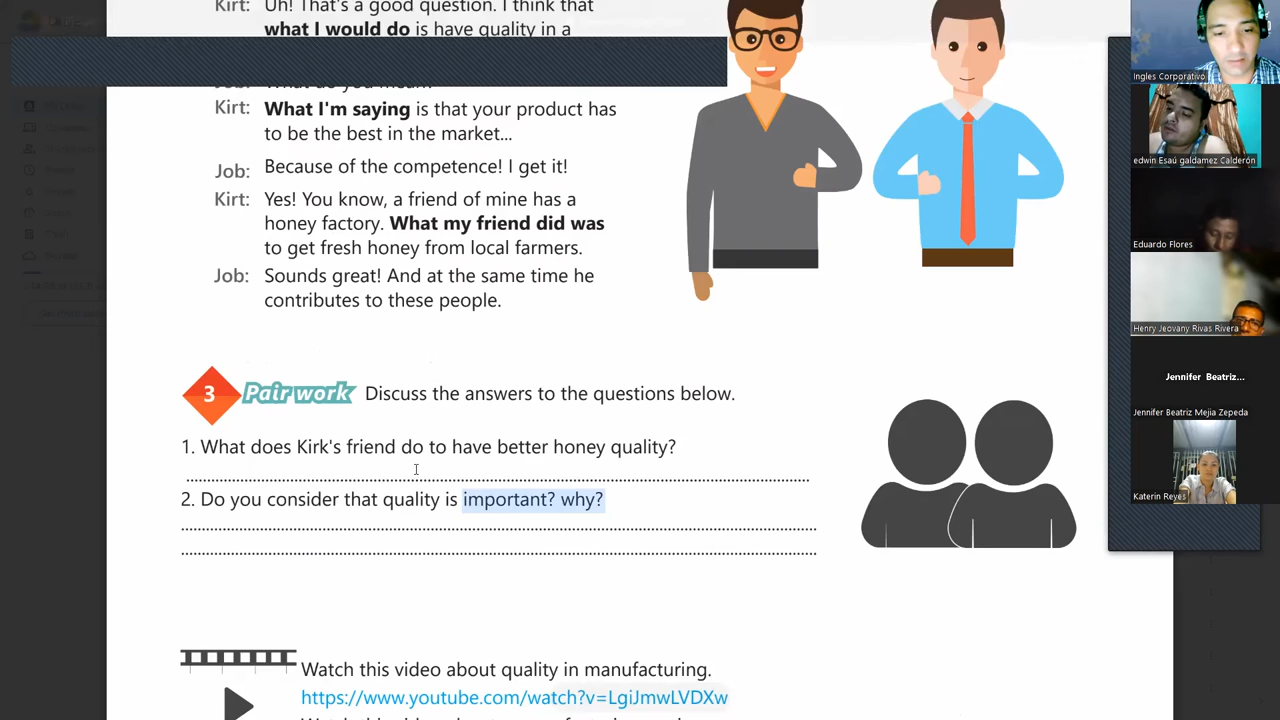 Kirt: Uh! That's a good question. I think that
what I would do is have quality in a
Job: What do you mean?
Kirt: What I'm saying is that your product has
to be the best in the market...
Job: Because of the competence! I get it!
Kirt: Yes! You know, a friend of mine has a
honey factory. What my friend did was
to get fresh honey from local farmers.
Job: Sounds great! And at the same time he
contributes to these people.
3 Pair work Discuss the answers to the questions below.
1. What does Kirk's friend do to have better honey quality?
2. Do you consider that quality is important? why?
Watch this video about quality in manufacturing.
https://www.youtube.com/watch?v=LgiJmwLVDXw
Ingles Corporativo
edwin Esaú galdamez Calderón
Eduardo Flores
Henry Jeovany Rivas Rivera
Jennifer Beatriz...
Jennifer Beatriz Mejia Zepeda
Katerin Reyes